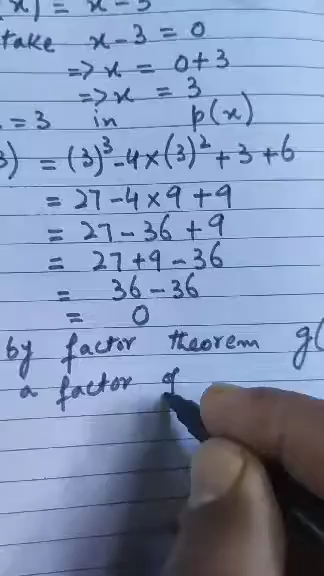 x) = x-3
take x-3 = 0
=> x = 0+3
=> x = 3
=3 in p(x)
3) = (3)³-4×(3)²+3+6
= 27-4×9+9
= 27-36+9
= 27+9-36
= 36-36
= 0
by factor theorem g(
a factor of